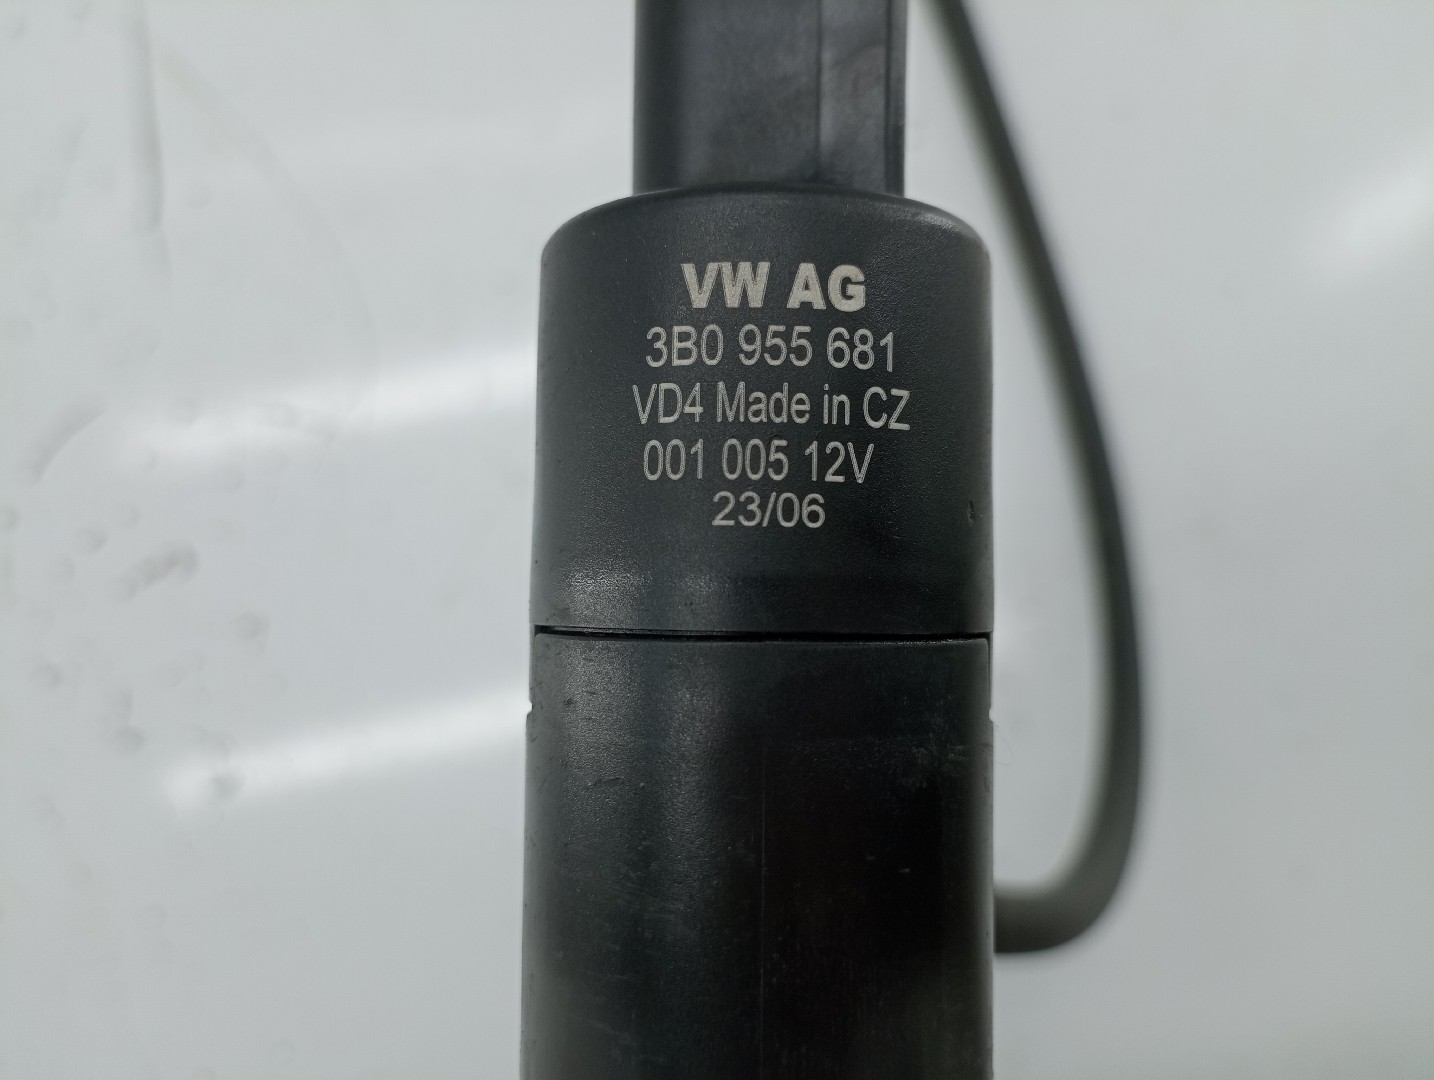 VW AG
3B0 955 681
VD4 Made in CZ
001 005 12V
23/06